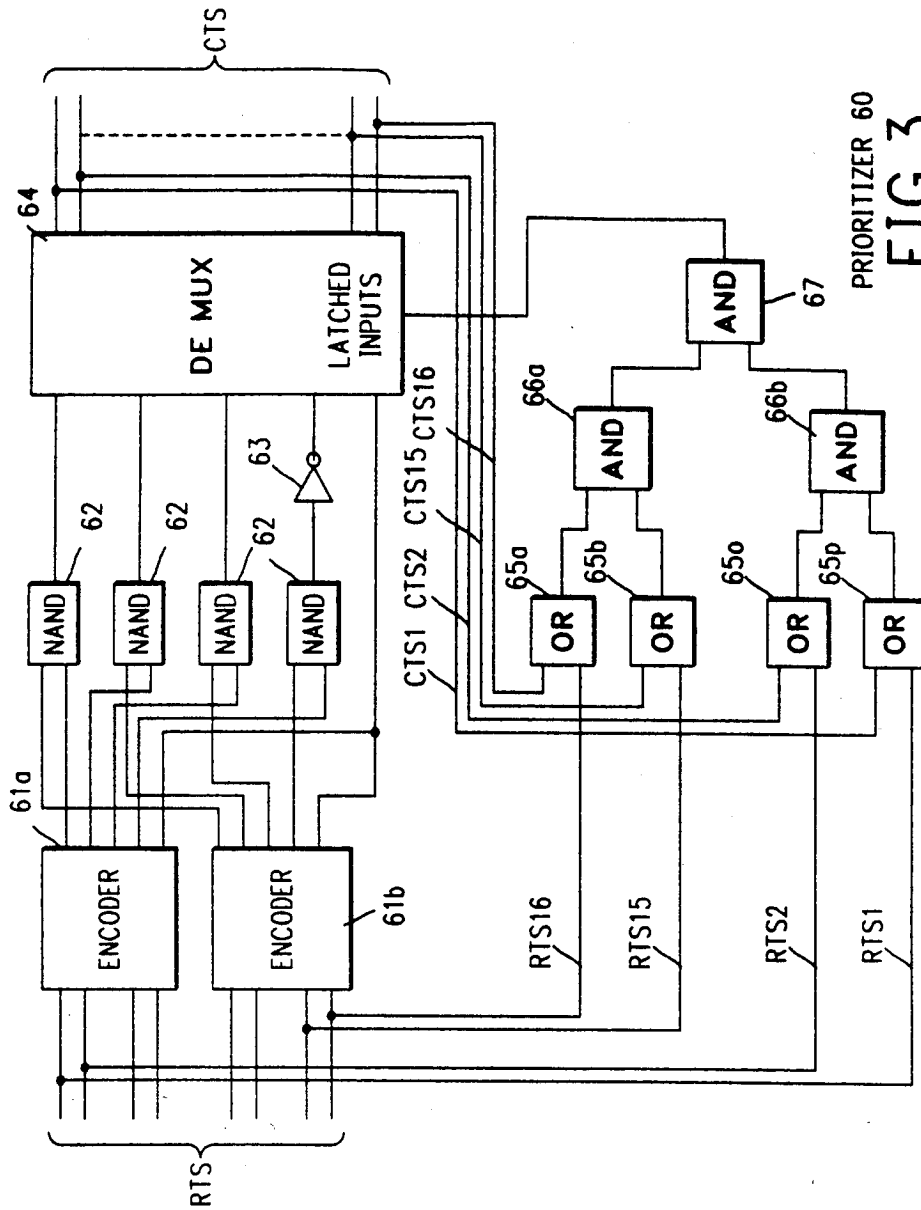 RTS
ENCODER
61a
ENCODER
61b
NAND
62
NAND
62
NAND
62
NAND
63
64
DE MUX
LATCHED
INPUTS
CTS
CTS1
CTS2
CTS15
CTS16
RTS16
RTS15
RTS2
RTS1
65a
OR
65b
OR
65o
OR
65p
OR
66a
AND
66b
AND
AND
67
PRIORITIZER 60
FIG 3